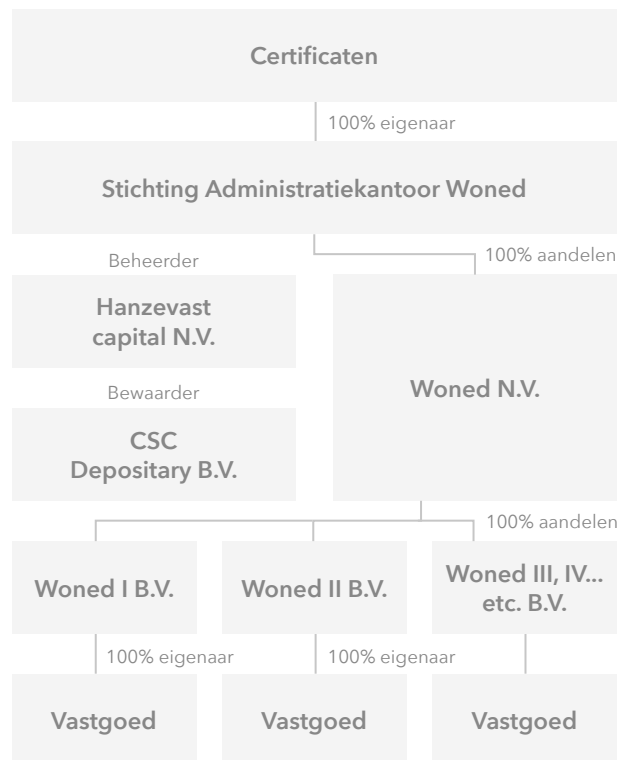 Certificaten
100% eigenaar
Stichting Administratiekantoor Woned
100% aandelen
Beheerder
Hanzevast
capital N.V.
Woned N.V.
Bewaarder
CSC
Depositary B.V.
100% aandelen
Woned I B.V.
Woned II B.V.
Woned III, IV...
etc. B.V.
100% eigenaar
100% eigenaar
Vastgoed
Vastgoed
Vastgoed